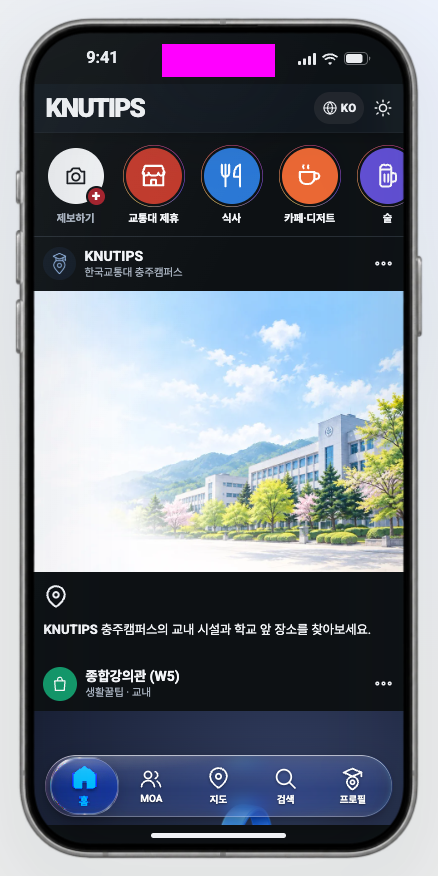 9:41
KNUTIPS
KO
제보하기
교통대 제휴
식사
카페·디저트
술
KNUTIPS
한국교통대 충주캠퍼스
KNUTIPS 충주캠퍼스의 교내 시설과 학교 앞 장소를 찾아보세요.
종합강의관 (W5)
생활꿀팁 · 교내
홈
MOA
지도
검색
프로필